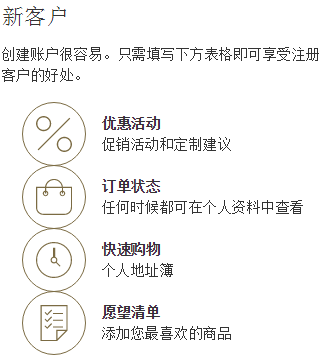 新客户
创建账户很容易。只需填写下方表格即可享受注册
客户的好处。
优惠活动
促销活动和定制建议
订单状态
任何时候都可在个人资料中查看
快速购物
个人地址簿
愿望清单
添加您最喜欢的商品